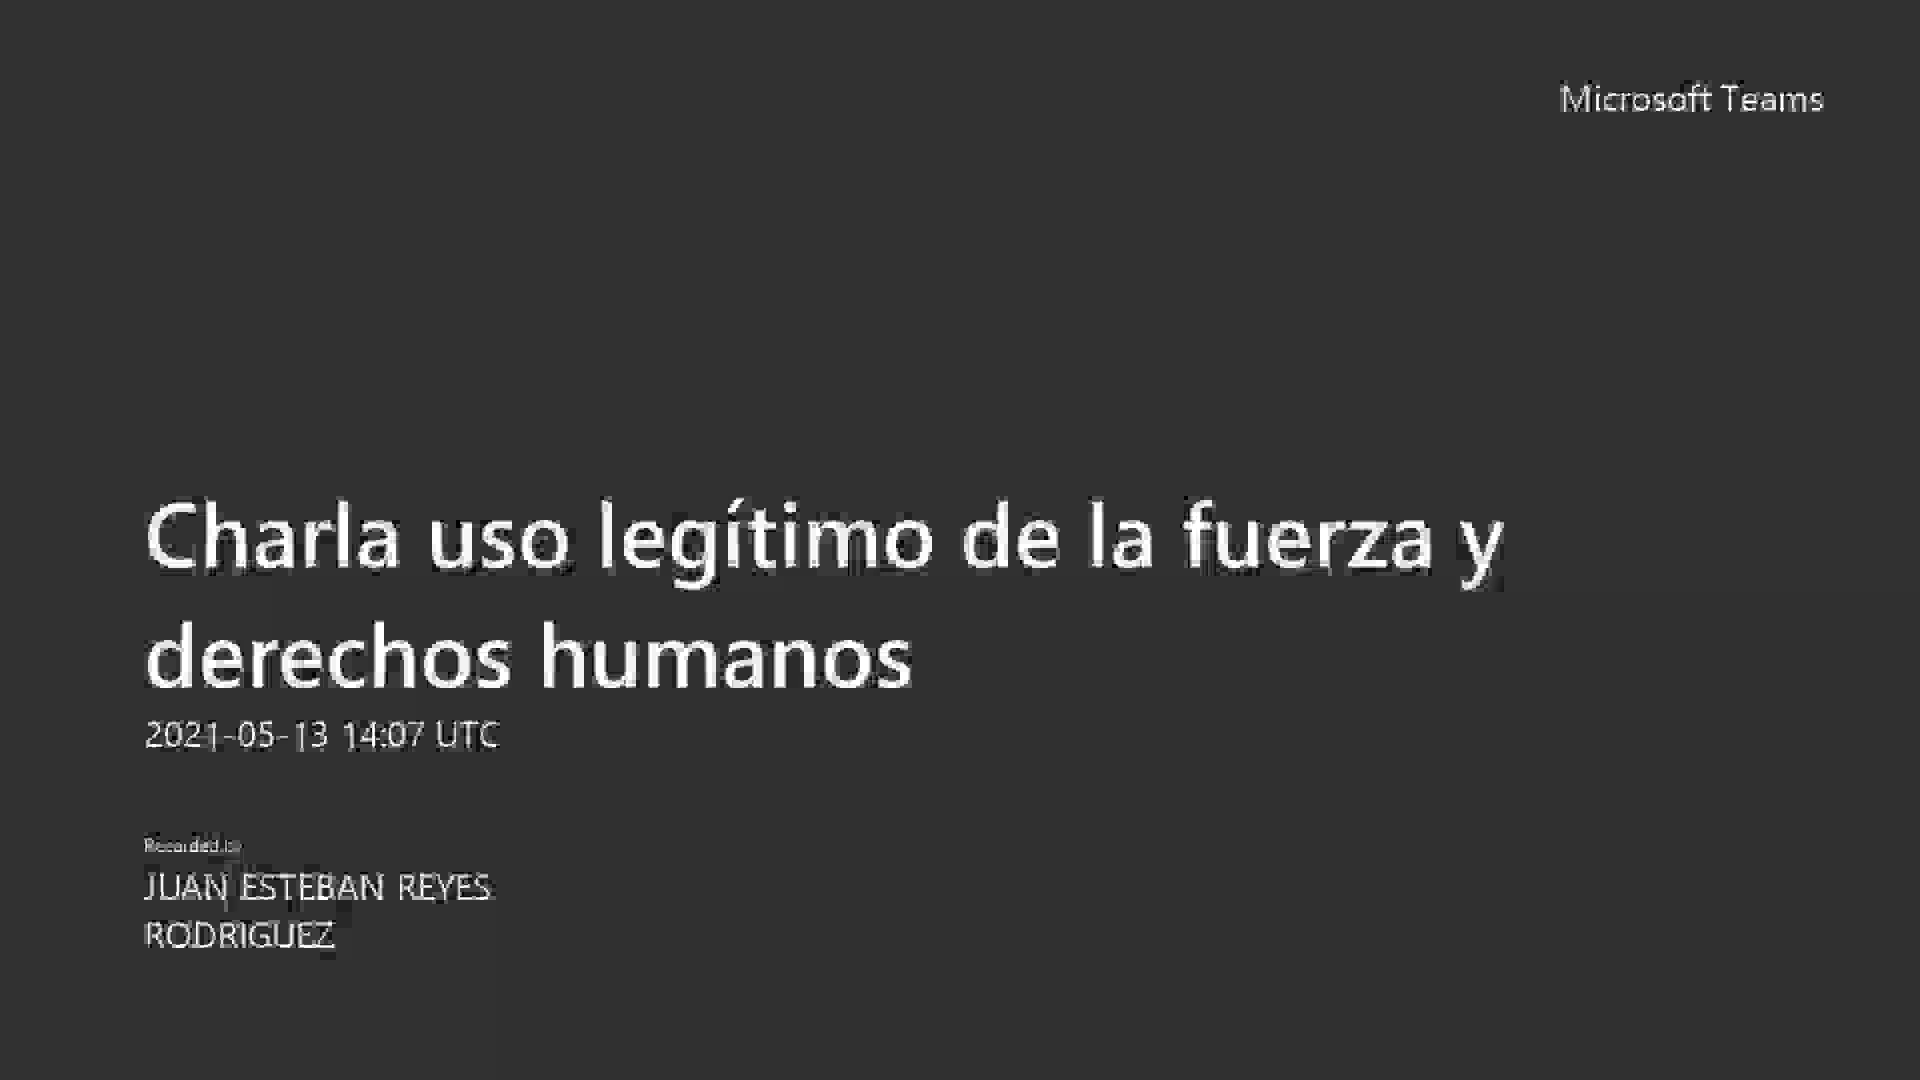 Microsoft Teams
Charla uso legítimo de la fuerza y
derechos humanos
2021-05-13 14:07 UTC
Recorded by
JUAN ESTEBAN REYES
RODRIGUEZ